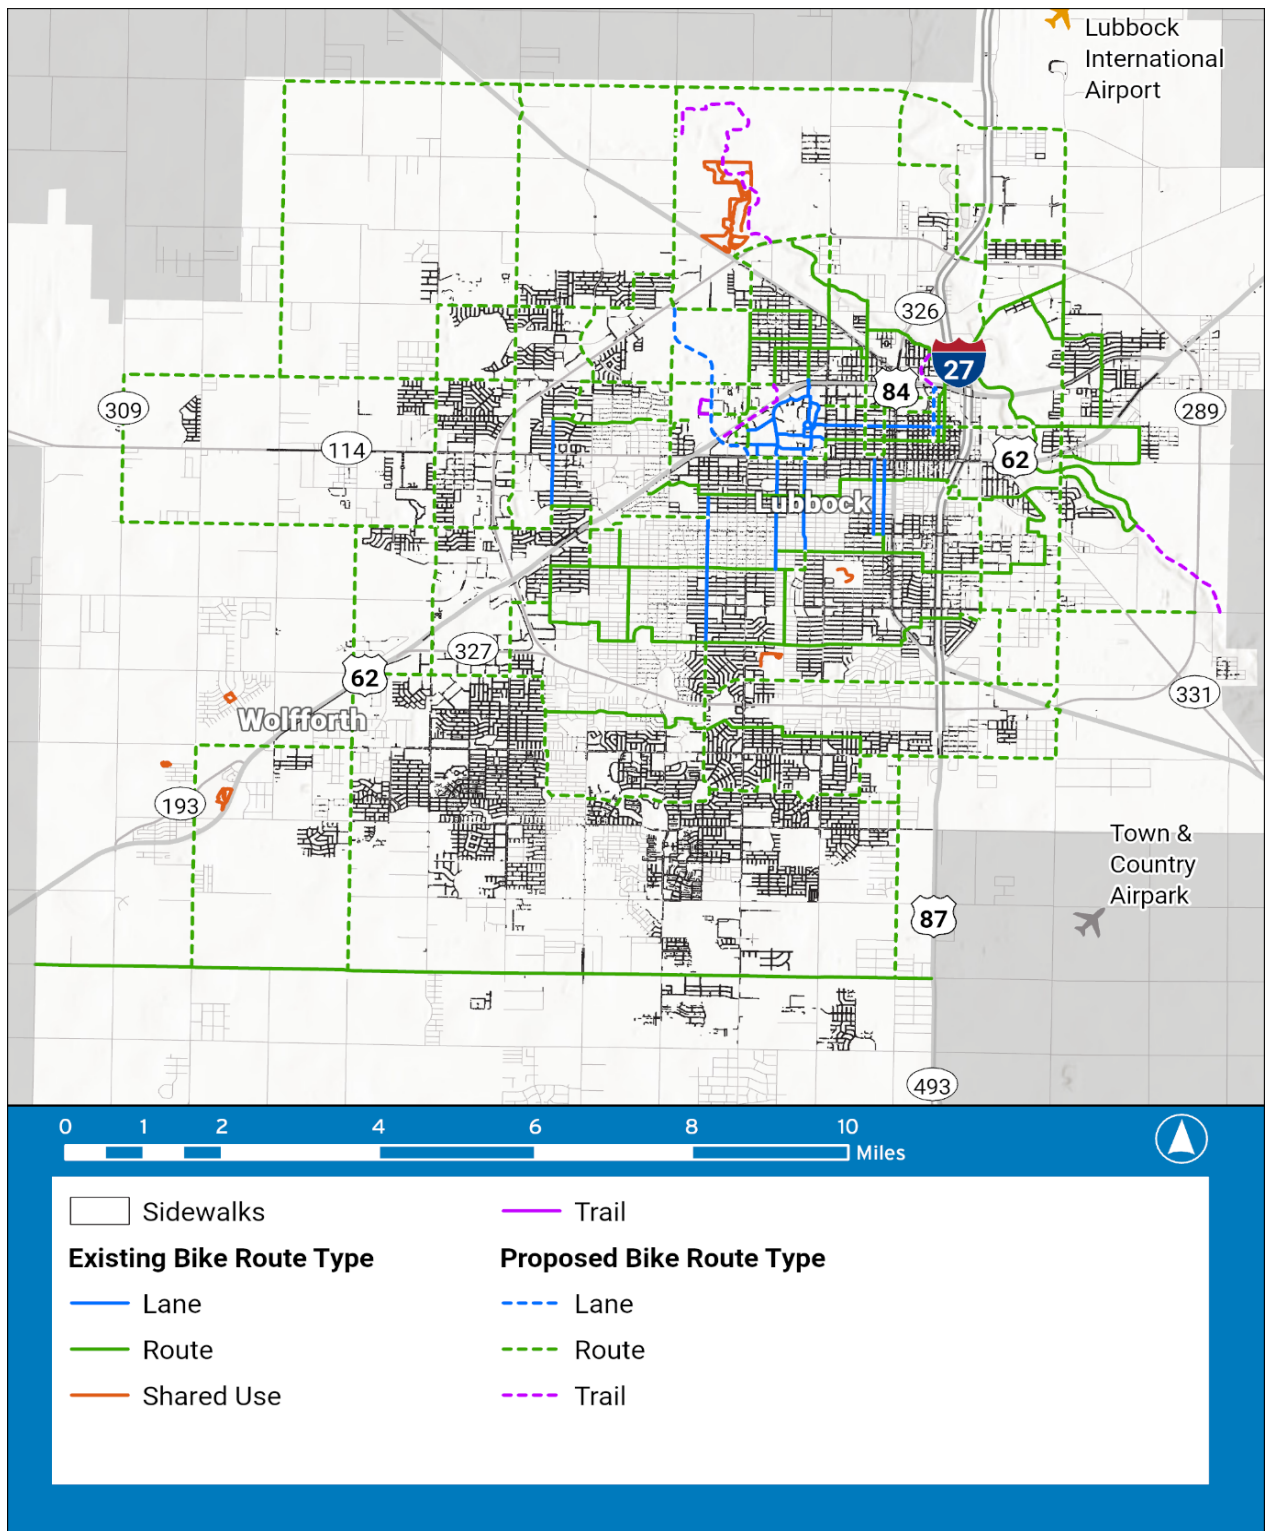 Lubbock
International
Airport
326
27
84
309
289
114
62
Lubbock
327
62
331
Wolfforth
193
Town &
Country
Airpark
87
493
0 1 2 4 6 8 10
Miles
Sidewalks
Trail
Existing Bike Route Type
Proposed Bike Route Type
Lane
Lane
Route
Route
Shared Use
Trail